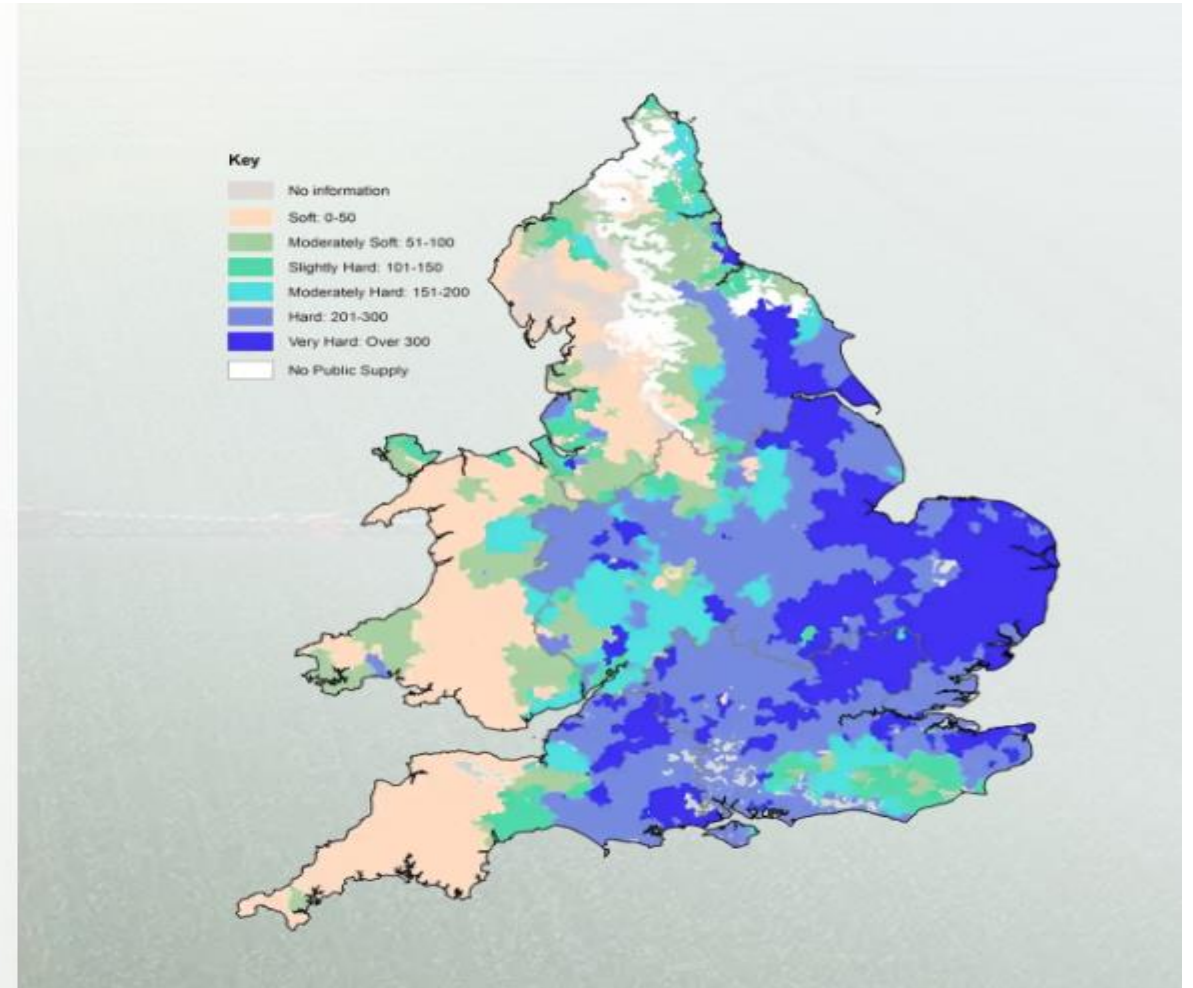 Key
No information
Soft: 0-50
Moderately Soft: 51-100
Slightly Hard: 101-150
Moderately Hard: 151-200
Hard: 201-300
Very Hard: Over 300
No Public Supply